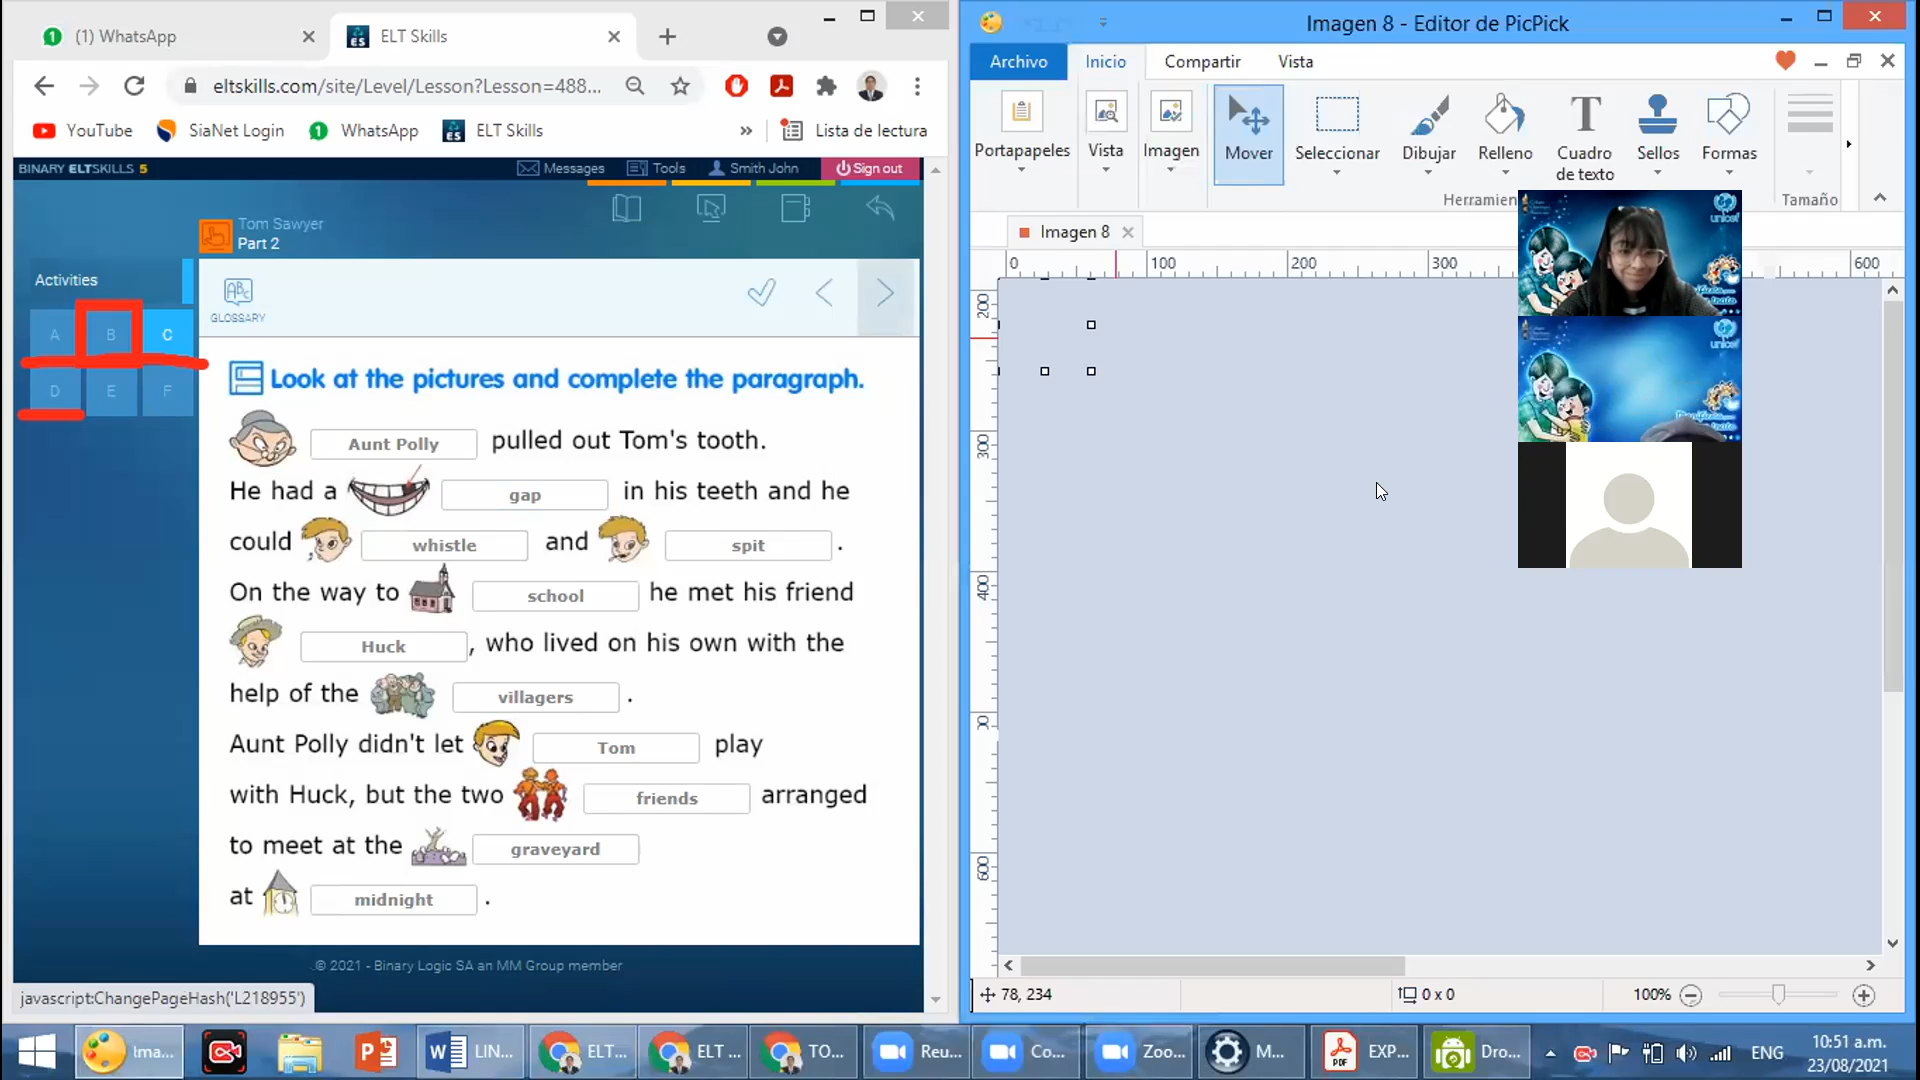 (1) WhatsApp
ELT Skills
eltskills.com/site/Level/Lesson?Lesson=488...
YouTube
SiaNet Login
WhatsApp
ELT Skills
»
Lista de lectura
BINARY ELTSKILLS 5
Messages
Tools
Smith John
Sign out
Tom Sawyer
Part 2
Activities
A
B
C
D
E
F
ABC
GLOSSARY
Look at the pictures and complete the paragraph.
Aunt Polly pulled out Tom's tooth.
He had a gap in his teeth and he
could whistle and spit .
On the way to school he met his friend
Huck , who lived on his own with the
help of the villagers .
Aunt Polly didn't let Tom play
with Huck, but the two friends arranged
to meet at the graveyard
at midnight .
© 2021 - Binary Logic SA an MM Group member
javascript:ChangePageHash('L218955')
Imagen 8 - Editor de PicPick
Archivo
Inicio
Compartir
Vista
Portapapeles
Vista
Imagen
Mover
Seleccionar
Dibujar
Relleno
Cuadro
de texto
Sellos
Formas
Herramien
Tamaño
Imagen 8
0 100 200 300 600
200
300
400
600
unicef
unicef
78, 234
0 x 0
100%
Ima...
LIN...
ELT...
ELT ...
TO...
Reu...
Co...
Zoo...
M...
EXP...
Dro...
ENG
10:51 a.m.
23/08/2021